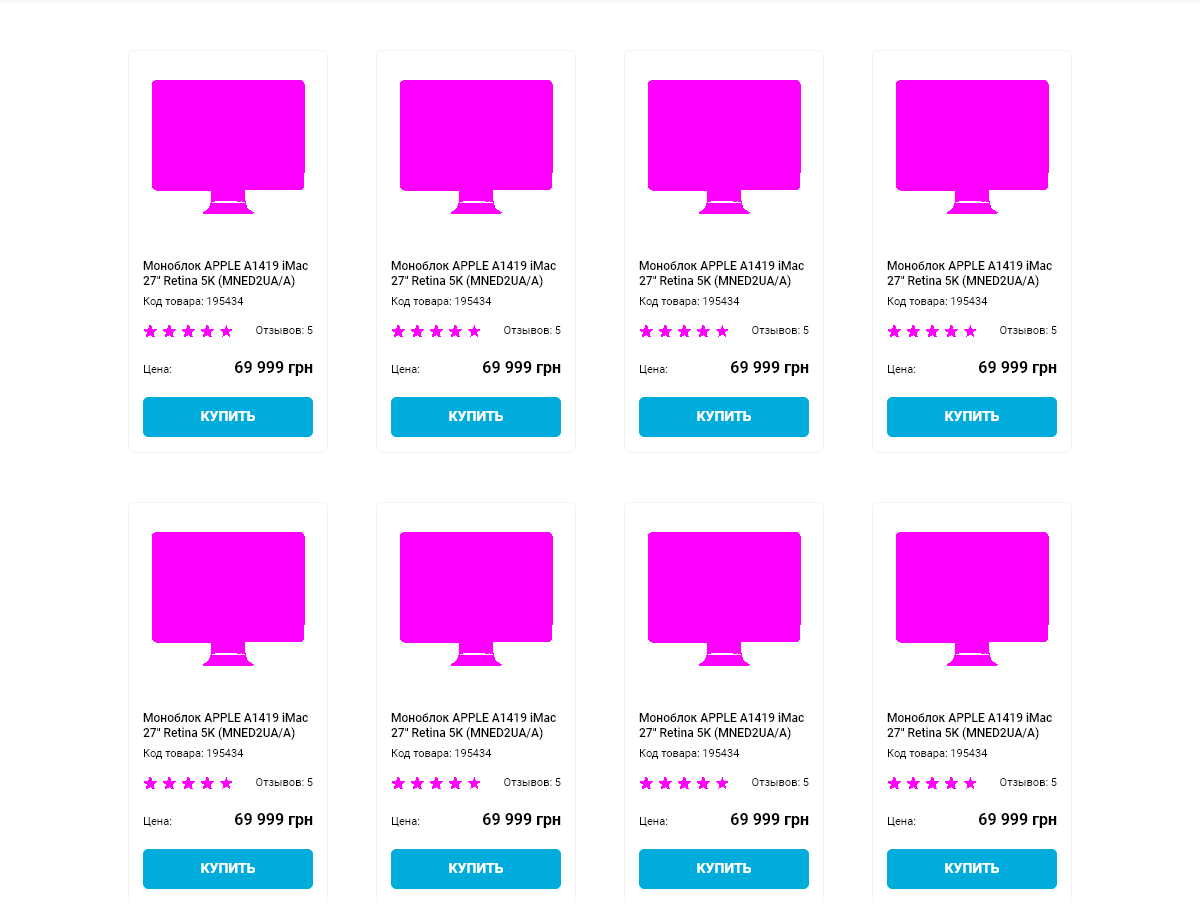 Моноблок APPLE A1419 iMac
27" Retina 5K (MNED2UA/A)
Код товара: 195434
Отзывов: 5
Цена: 69 999 грн
КУПИТЬ
Моноблок APPLE A1419 iMac
27" Retina 5K (MNED2UA/A)
Код товара: 195434
Отзывов: 5
Цена: 69 999 грн
КУПИТЬ
Моноблок APPLE A1419 iMac
27" Retina 5K (MNED2UA/A)
Код товара: 195434
Отзывов: 5
Цена: 69 999 грн
КУПИТЬ
Моноблок APPLE A1419 iMac
27" Retina 5K (MNED2UA/A)
Код товара: 195434
Отзывов: 5
Цена: 69 999 грн
КУПИТЬ
Моноблок APPLE A1419 iMac
27" Retina 5K (MNED2UA/A)
Код товара: 195434
Отзывов: 5
Цена: 69 999 грн
КУПИТЬ
Моноблок APPLE A1419 iMac
27" Retina 5K (MNED2UA/A)
Код товара: 195434
Отзывов: 5
Цена: 69 999 грн
КУПИТЬ
Моноблок APPLE A1419 iMac
27" Retina 5K (MNED2UA/A)
Код товара: 195434
Отзывов: 5
Цена: 69 999 грн
КУПИТЬ
Моноблок APPLE A1419 iMac
27" Retina 5K (MNED2UA/A)
Код товара: 195434
Отзывов: 5
Цена: 69 999 грн
КУПИТЬ